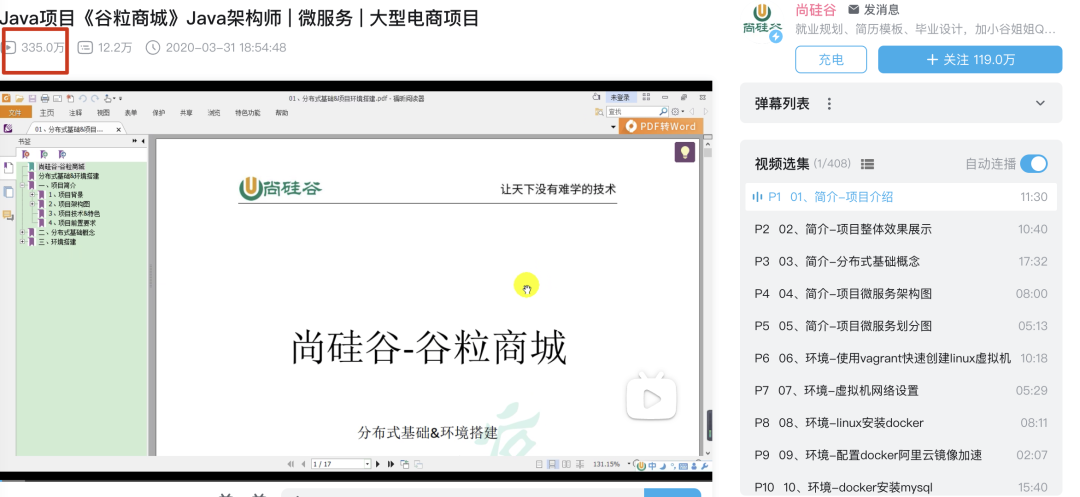 Java项目《谷粒商城》Java架构师 | 微服务 | 大型电商项目
335.0万 12.2万 2020-03-31 18:54:48
01、分布式基础&项目环境搭建.pdf - 福昕阅读器 未登录
文件 主页 注释 视图 表单 保护 共享 浏览 特色功能 帮助 查找
01、分布式基础&项目... PDF转Word
书签
尚硅谷-谷粒商城
分布式基础&环境搭建
一、项目简介
1、项目背景
2、项目架构图
3、项目技术&特色
4、项目前置要求
二、分布式基础概念
三、环境搭建
尚硅谷 让天下没有难学的技术
尚硅谷-谷粒商城
分布式基础&环境搭建
1 / 17 131.15% 中
尚硅谷 发消息
尚硅谷 就业规划、简历模板、毕业设计，加小谷姐姐Q...
充电 + 关注 119.0万
弹幕列表
视频选集 (1/408) 自动连播
P1 01、简介-项目介绍 11:30
P2 02、简介-项目整体效果展示 10:40
P3 03、简介-分布式基础概念 17:32
P4 04、简介-项目微服务架构图 08:00
P5 05、简介-项目微服务划分图 05:13
P6 06、环境-使用vagrant快速创建linux虚拟机 10:18
P7 07、环境-虚拟机网络设置 05:29
P8 08、环境-linux安装docker 08:11
P9 09、环境-配置docker阿里云镜像加速 02:07
P10 10、环境-docker安装mysql 15:40